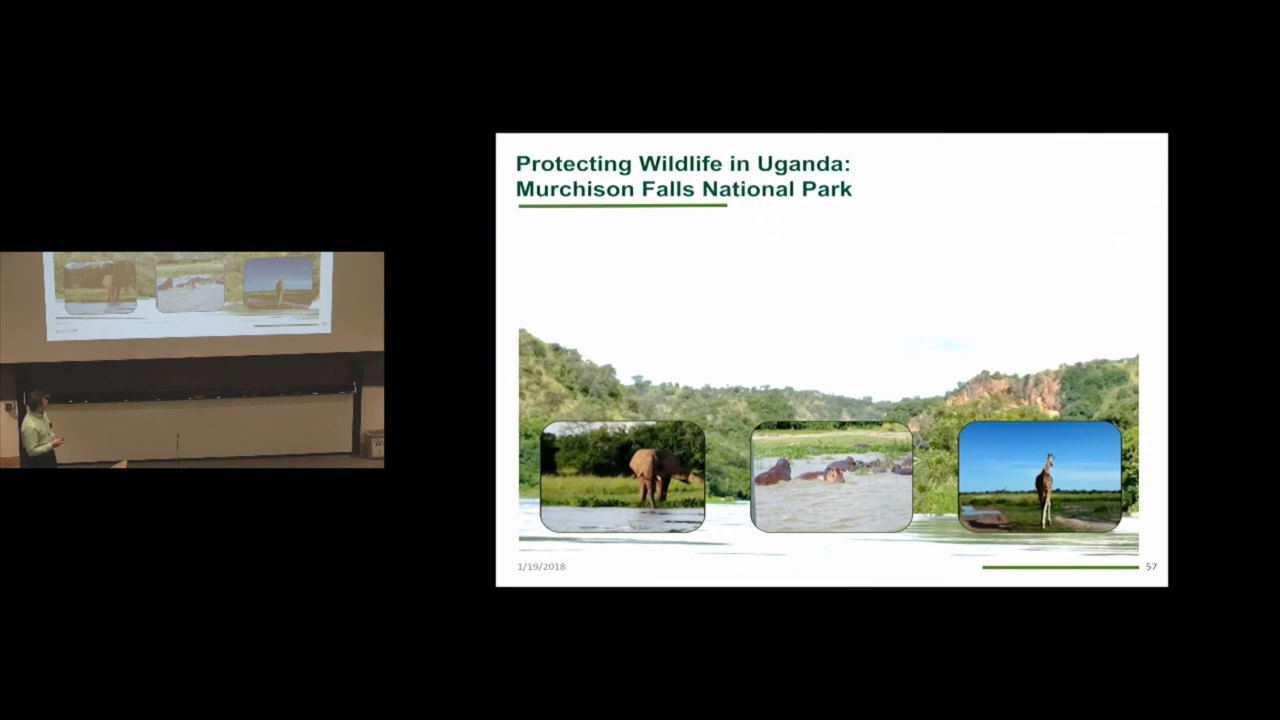 Protecting Wildlife in Uganda:
Murchison Falls National Park
1/19/2018
57